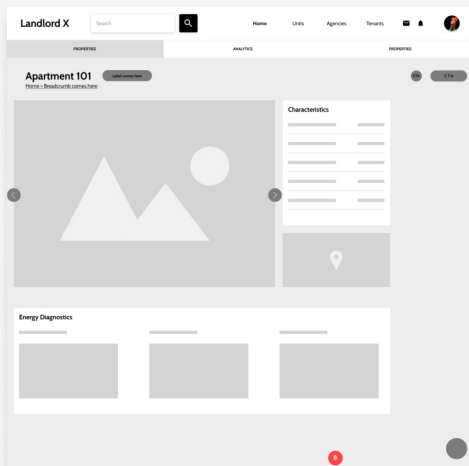 Landlord X
Search
Home
Units
Agencies
Tenants
PROPERTIES
ANALYTICS
PROPERTIES
Apartment 101
Label comes here
CTA
Home > Breadcrumb comes here
Characteristics
Energy Diagnostics